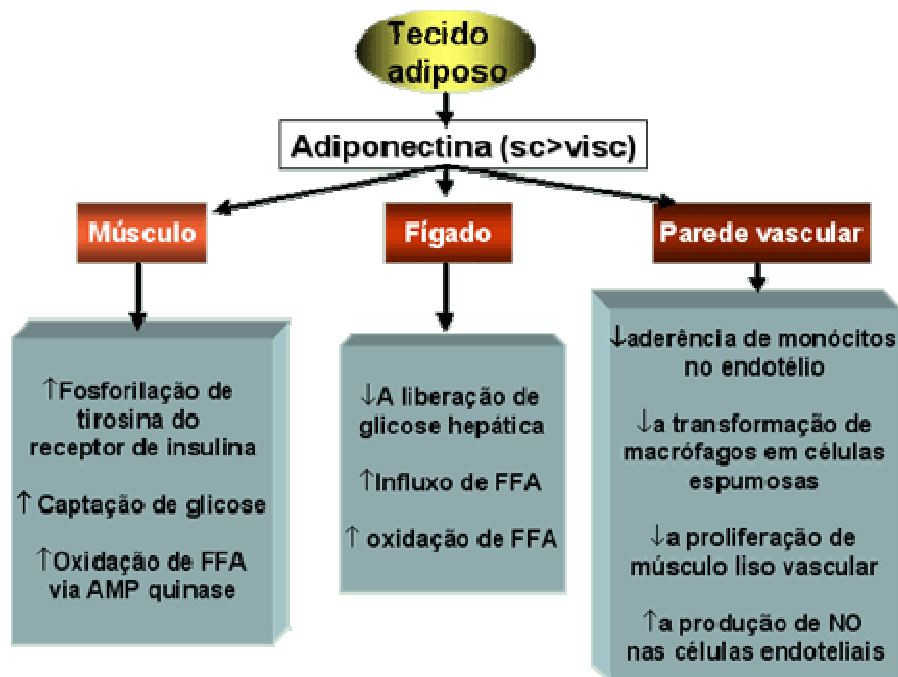 Tecido
adiposo
Adiponectina (sc>visc)
Músculo
Fígado
Parede vascular
↑Fosforilação de
tirosina do
receptor de insulina
↑ Captação de glicose
↑Oxidação de FFA
via AMP quinase
↓A liberação de
glicose hepática
↑Influxo de FFA
↑ oxidação de FFA
↓aderência de monócitos
no endotélio
↓a transformação de
macrófagos em células
espumosas
↓a proliferação de
músculo liso vascular
↑a produção de NO
nas células endoteliais